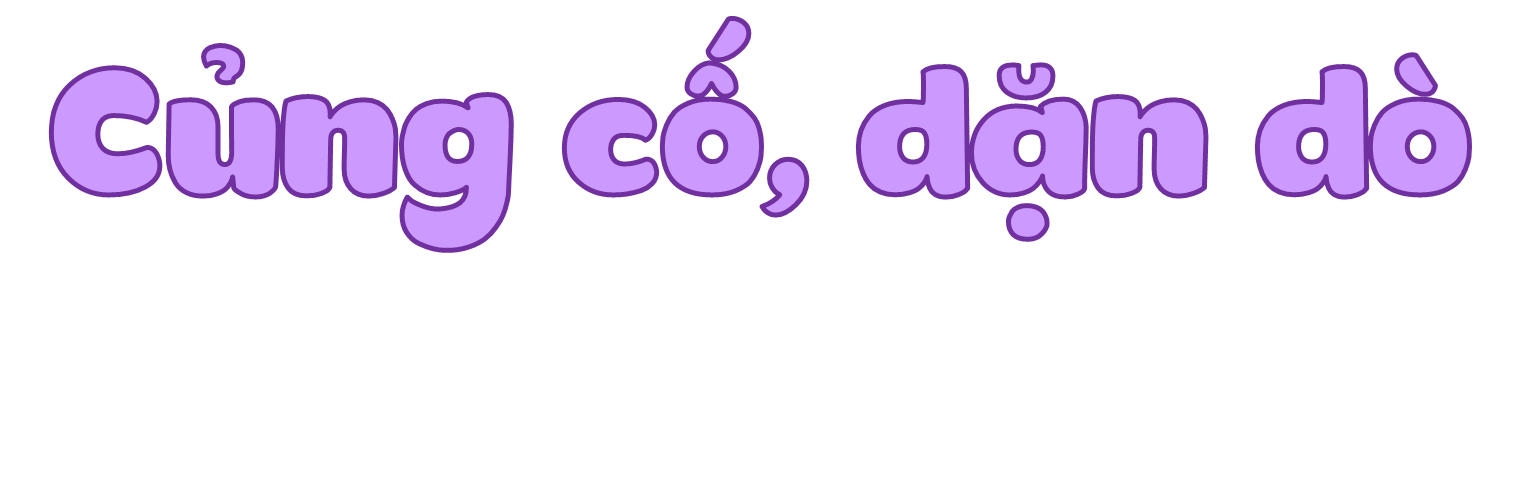 Củng cố, dặn dò